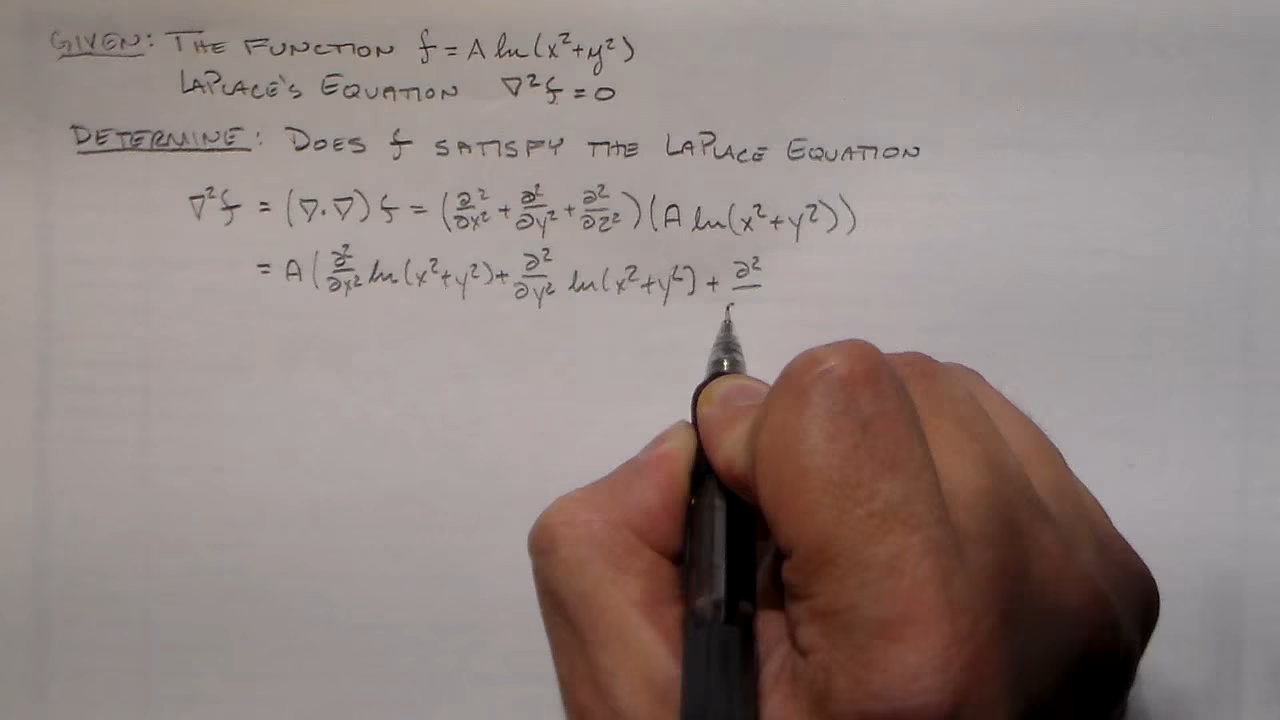 GIVEN: THE FUNCTION f = A ln(x²+y²)
LAPLACE'S EQUATION ∇²f = 0
DETERMINE: DOES f SATISFY THE LAPLACE EQUATION
∇²f = (∇·∇) f = (∂²/∂x² + ∂²/∂y² + ∂²/∂z²)(A ln(x²+y²))
= A(∂²/∂x² ln(x²+y²) + ∂²/∂y² ln(x²+y²) + ∂²/